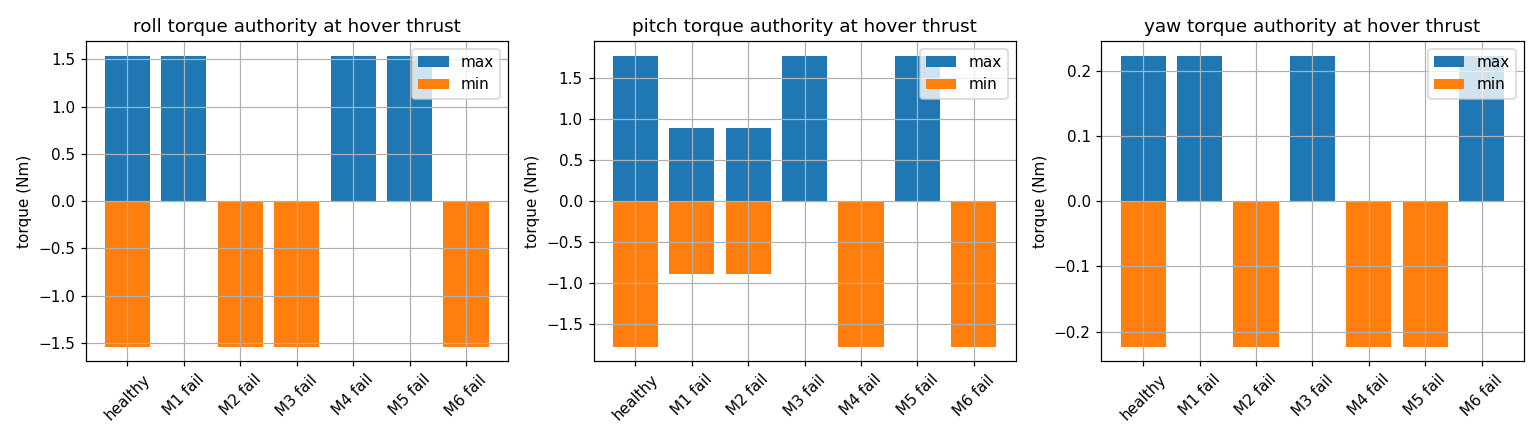 roll torque authority at hover thrust
torque (Nm)
1.5
1.0
0.5
0.0
−0.5
−1.0
−1.5
max
min
healthy
M1 fail
M2 fail
M3 fail
M4 fail
M5 fail
M6 fail
pitch torque authority at hover thrust
torque (Nm)
1.5
1.0
0.5
0.0
−0.5
−1.0
−1.5
max
min
healthy
M1 fail
M2 fail
M3 fail
M4 fail
M5 fail
M6 fail
yaw torque authority at hover thrust
torque (Nm)
0.2
0.1
0.0
−0.1
−0.2
max
min
healthy
M1 fail
M2 fail
M3 fail
M4 fail
M5 fail
M6 fail